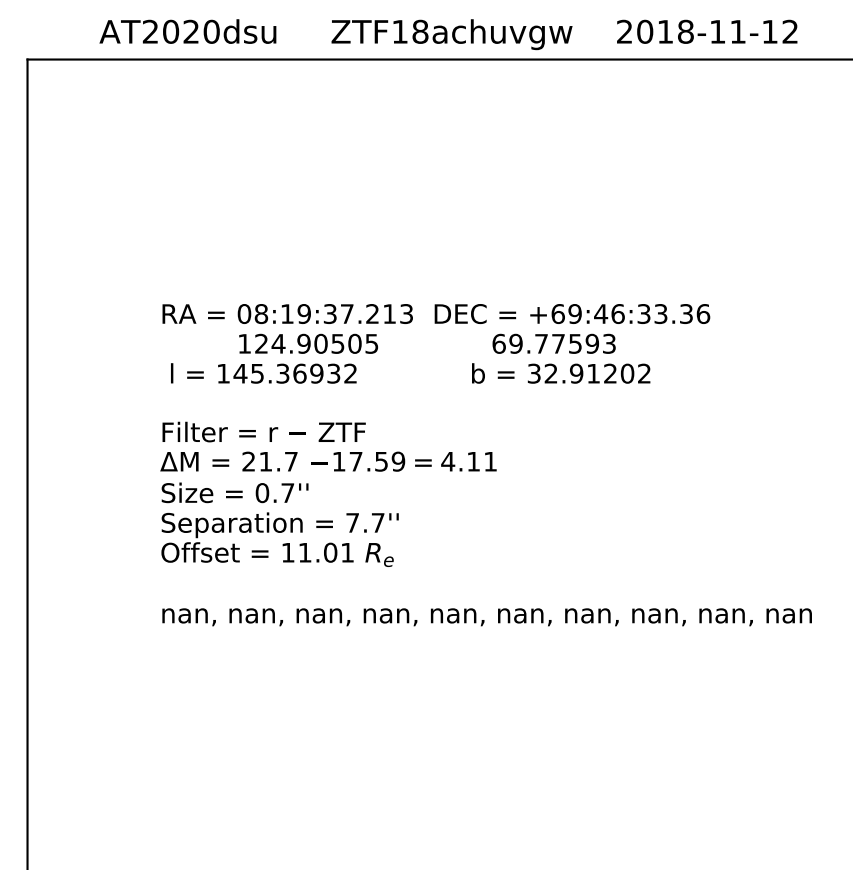 AT2020dsu ZTF18achuvgw 2018-11-12
RA = 08:19:37.213 DEC = +69:46:33.36
124.90505 69.77593
l = 145.36932 b = 32.91202
Filter = r − ZTF
ΔM = 21.7 −17.59 = 4.11
Size = 0.7''
Separation = 7.7''
Offset = 11.01 Rₑ
nan, nan, nan, nan, nan, nan, nan, nan, nan, nan